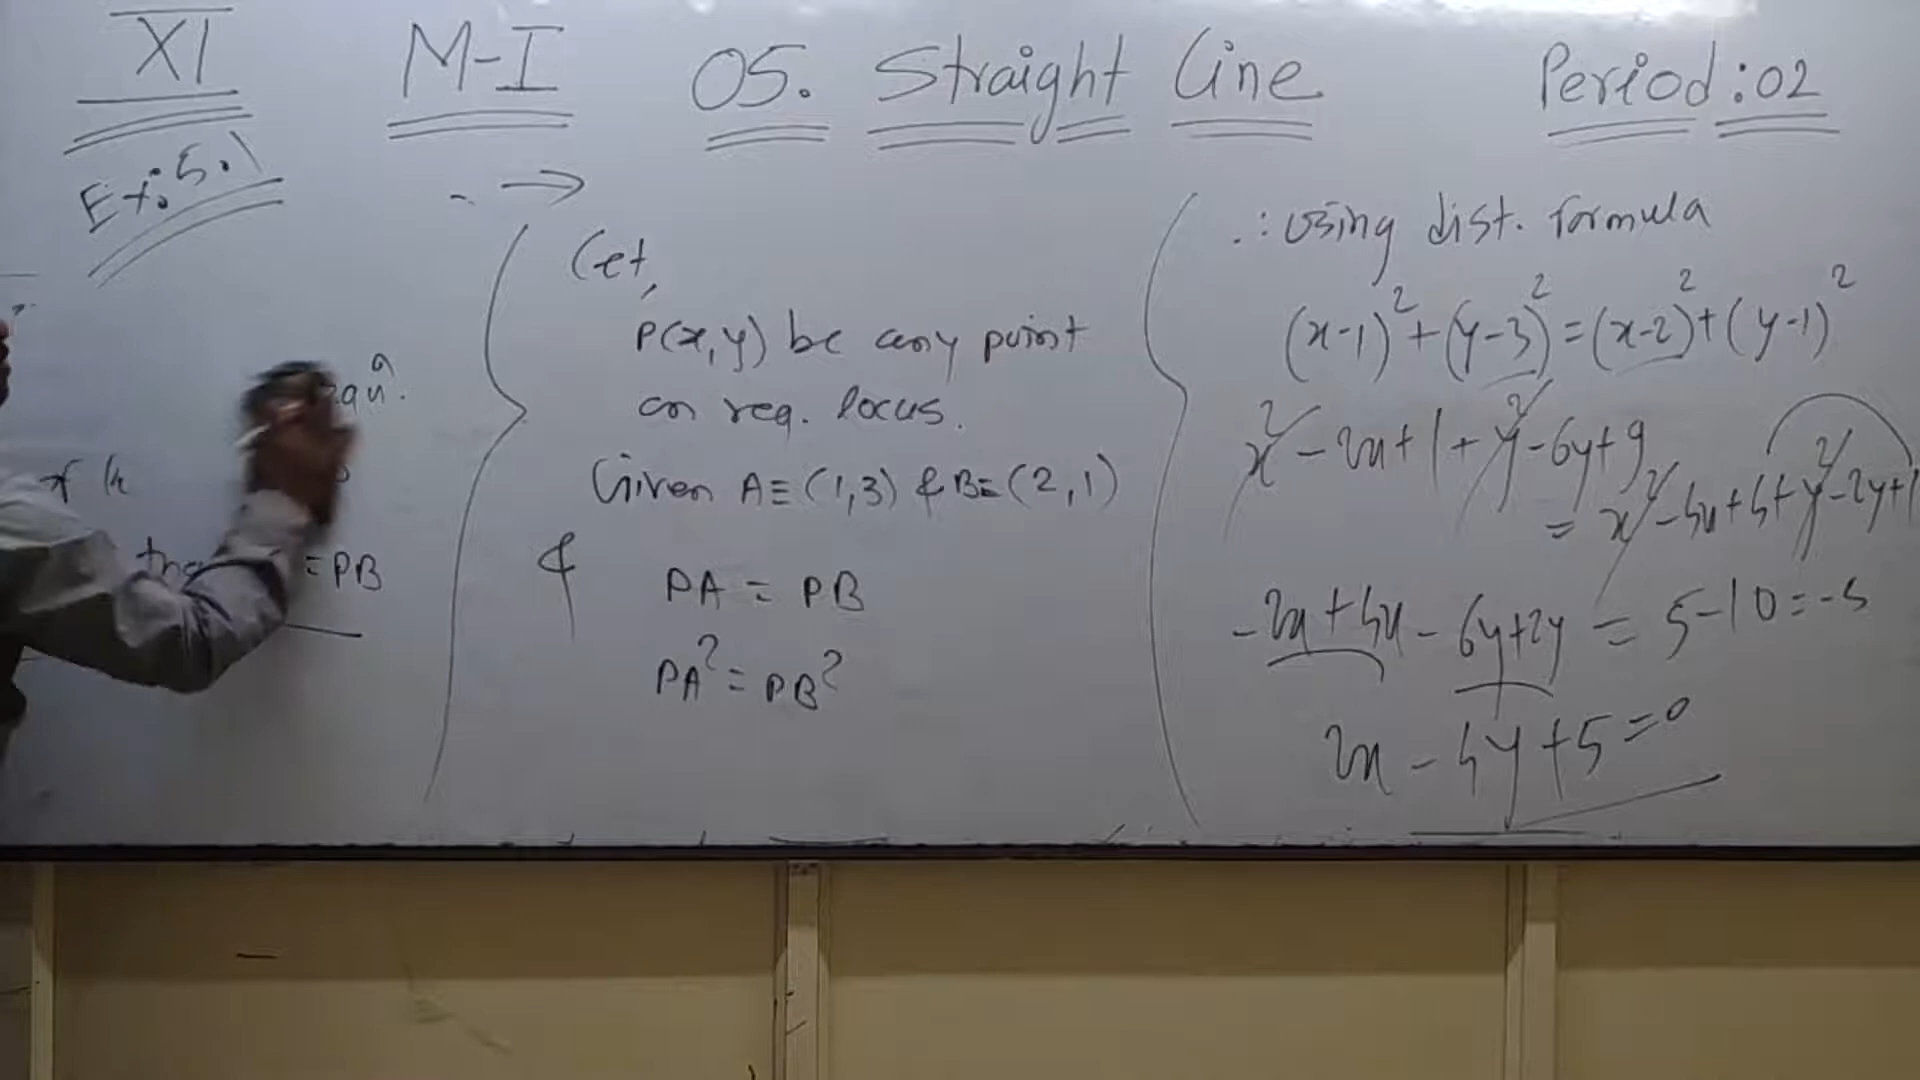 XI M-I 05. Straight Line Period: 02
Ex: 5.1
→
equⁿ.
= PB
Let,
P(x,y) be any point
on req. locus.
Given A≡(1,3) & B≡(2,1)
& PA = PB
PA² = PB²
∴ using dist. formula
(x-1)²+(y-3)²=(x-2)²+(y-1)²
x²-2x+1+y²-6y+9
= x²-4x+4+y²-2y+1
-2x+4x-6y+2y = 5-10=-5
2x-4y+5=0